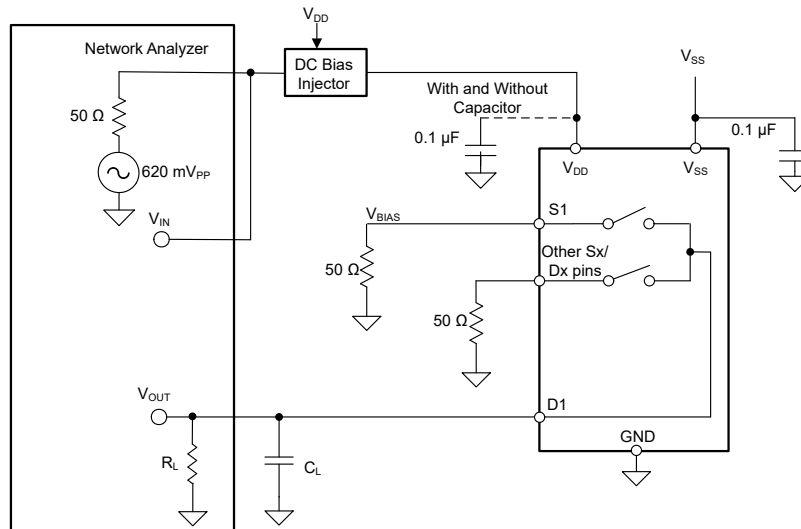 V_DD
Network Analyzer
DC Bias
Injector
50 Ω
620 mV_PP
V_IN
With and Without
Capacitor
0.1 µF
V_SS
0.1 µF
V_DD
V_SS
V_BIAS
S1
50 Ω
Other Sx/
Dx pins
50 Ω
V_OUT
D1
R_L
C_L
GND